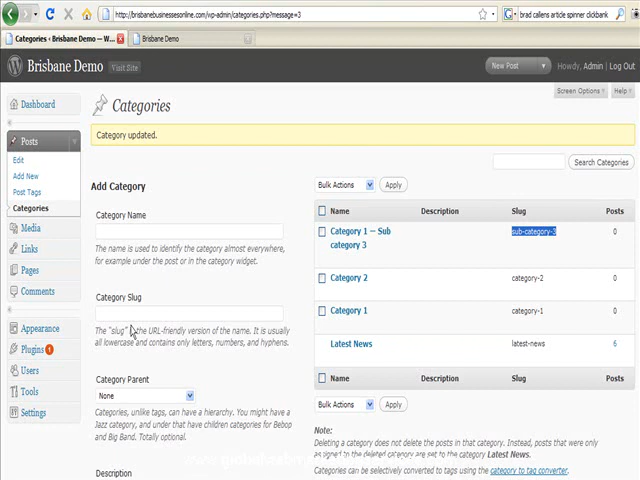 http://brisbanebusinessesonline.com/wp-admin/categories.php?message=3
brad callens article spinner clickbank
Categories ‹ Brisbane Demo — W...
Brisbane Demo
Brisbane Demo
Visit Site
New Post
Howdy, Admin | Log Out
Screen Options
Help
Dashboard
Posts
Edit
Add New
Post Tags
Categories
Media
Links
Pages
Comments
Appearance
Plugins 1
Users
Tools
Settings
Categories
Category updated.
Search Categories
Add Category
Category Name
The name is used to identify the category almost everywhere,
for example under the post or in the category widget.
Category Slug
The "slug" is the URL-friendly version of the name. It is usually
all lowercase and contains only letters, numbers, and hyphens.
Category Parent
None
Categories, unlike tags, can have a hierarchy. You might have a
Jazz category, and under that have children categories for Bebop
and Big Band. Totally optional.
Description
Bulk Actions
Apply
Name Description Slug Posts
Category 1 — Sub category 3 sub-category-3 0
Category 2 category-2 0
Category 1 category-1 0
Latest News latest-news 6
Name Description Slug Posts
Bulk Actions
Apply
Note:
Deleting a category does not delete the posts in that category. Instead, posts that were only
assigned to the deleted category are set to the category Latest News.
Categories can be selectively converted to tags using the category to tag converter.